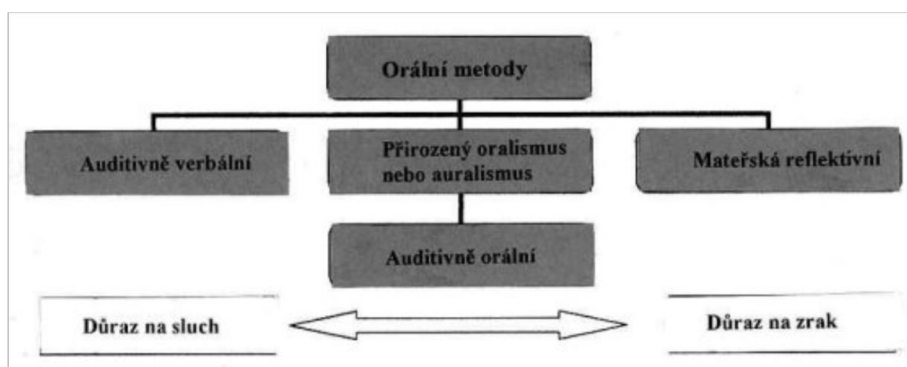 Orální metody
Auditivně verbální
Přirozený oralismus
nebo auralismus
Mateřská reflektivní
Auditivně orální
Důraz na sluch
Důraz na zrak